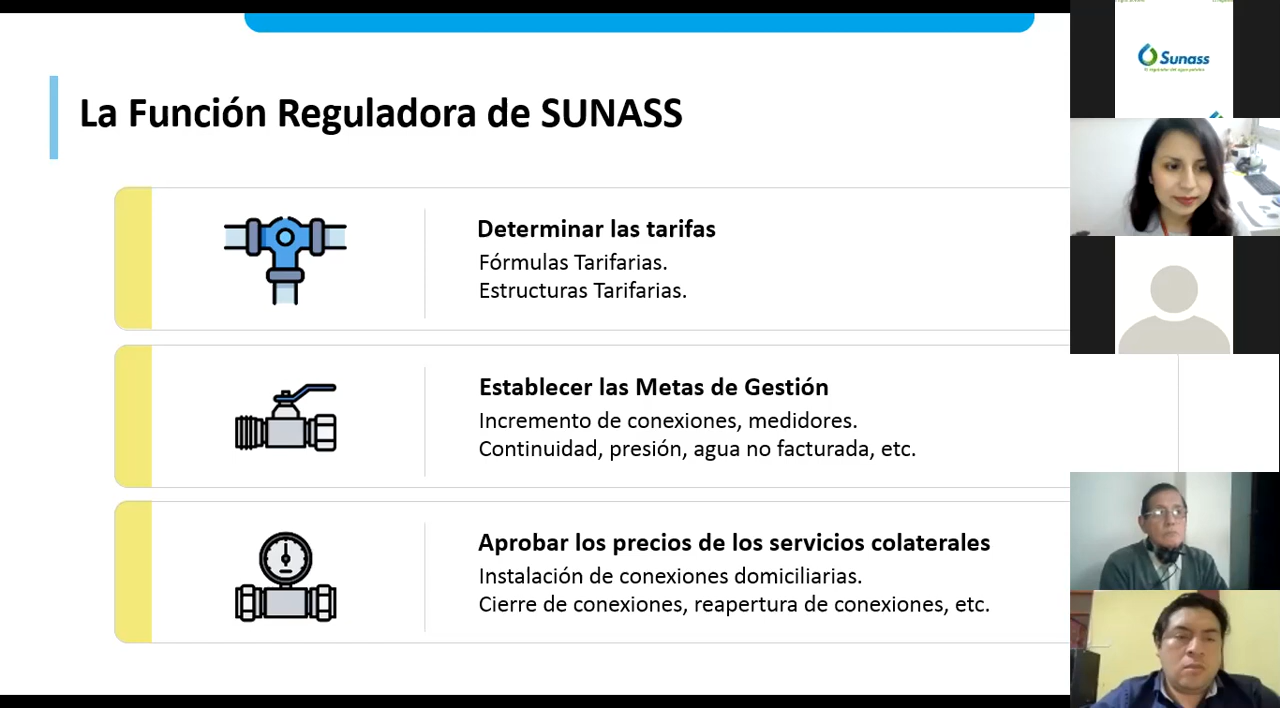 La Función Reguladora de SUNASS
Determinar las tarifas
Fórmulas Tarifarias.
Estructuras Tarifarias.
Establecer las Metas de Gestión
Incremento de conexiones, medidores.
Continuidad, presión, agua no facturada, etc.
Aprobar los precios de los servicios colaterales
Instalación de conexiones domiciliarias.
Cierre de conexiones, reapertura de conexiones, etc.
Sunass